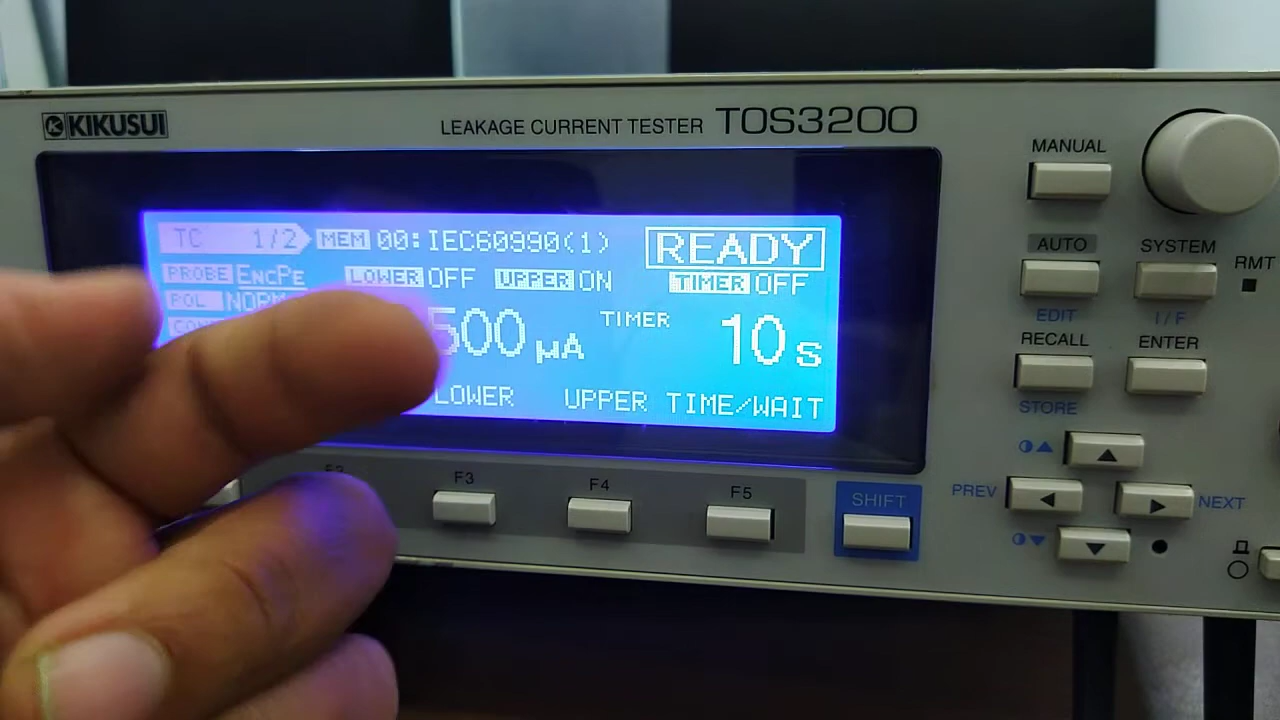 KIKUSUI
LEAKAGE CURRENT TESTER TOS3200
TC 1/2 MEM 00:IEC60990(1) READY
PROBE EncPe LOWER OFF UPPER ON TIMER OFF
POL NORM
500 µA TIMER 10s
LOWER UPPER TIME/WAIT
F3 F4 F5
SHIFT
MANUAL
AUTO SYSTEM
RMT
EDIT I/F
RECALL ENTER
STORE
PREV NEXT